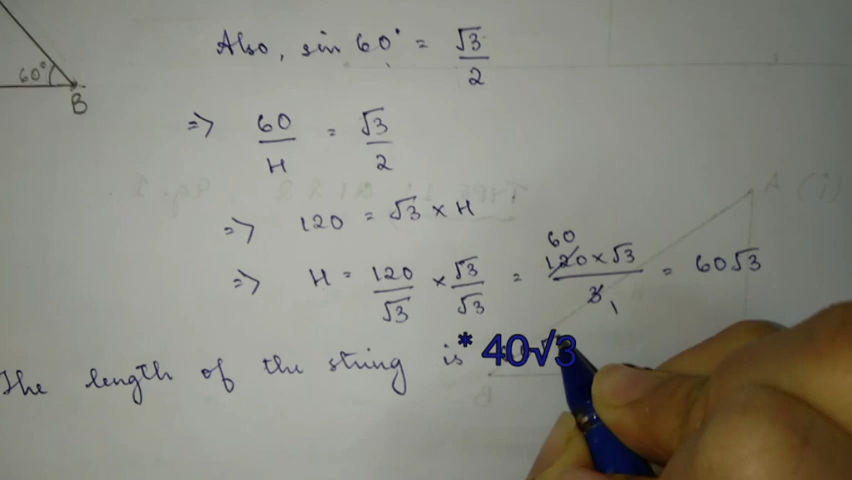 Also, sin 60° = √3/2
60°
B
=> 60/H = √3/2
=> 120 = √3 × H
=> H = 120/√3 × √3/√3 = 120×√3/3 = 60√3
60
1
The length of the string is * 40√3
A
(i)
B